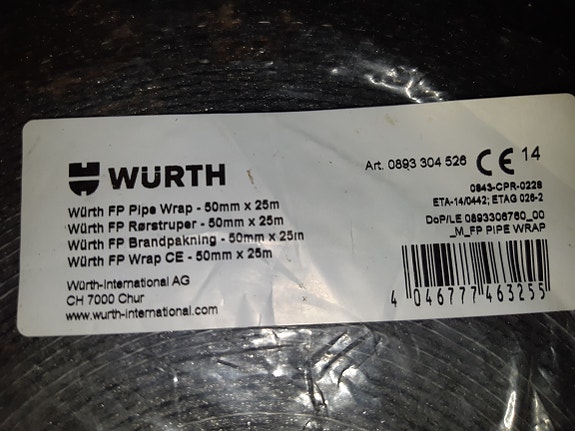 WÜRTH
Würth FP Pipe Wrap - 50mm x 25m
Würth FP Rørstruper - 50mm x 25m
Würth FP Brandpakning - 50mm x 25m
Würth FP Wrap CE - 50mm x 25m
Würth-International AG
CH 7000 Chur
www.wurth-international.com
Art. 0893 304 526 CE 14
0843-CPR-0228
ETA-14/0442; ETAG 026-2
DoP/LE 0893306760_00
_M_FP PIPE WRAP
4 046777 463255